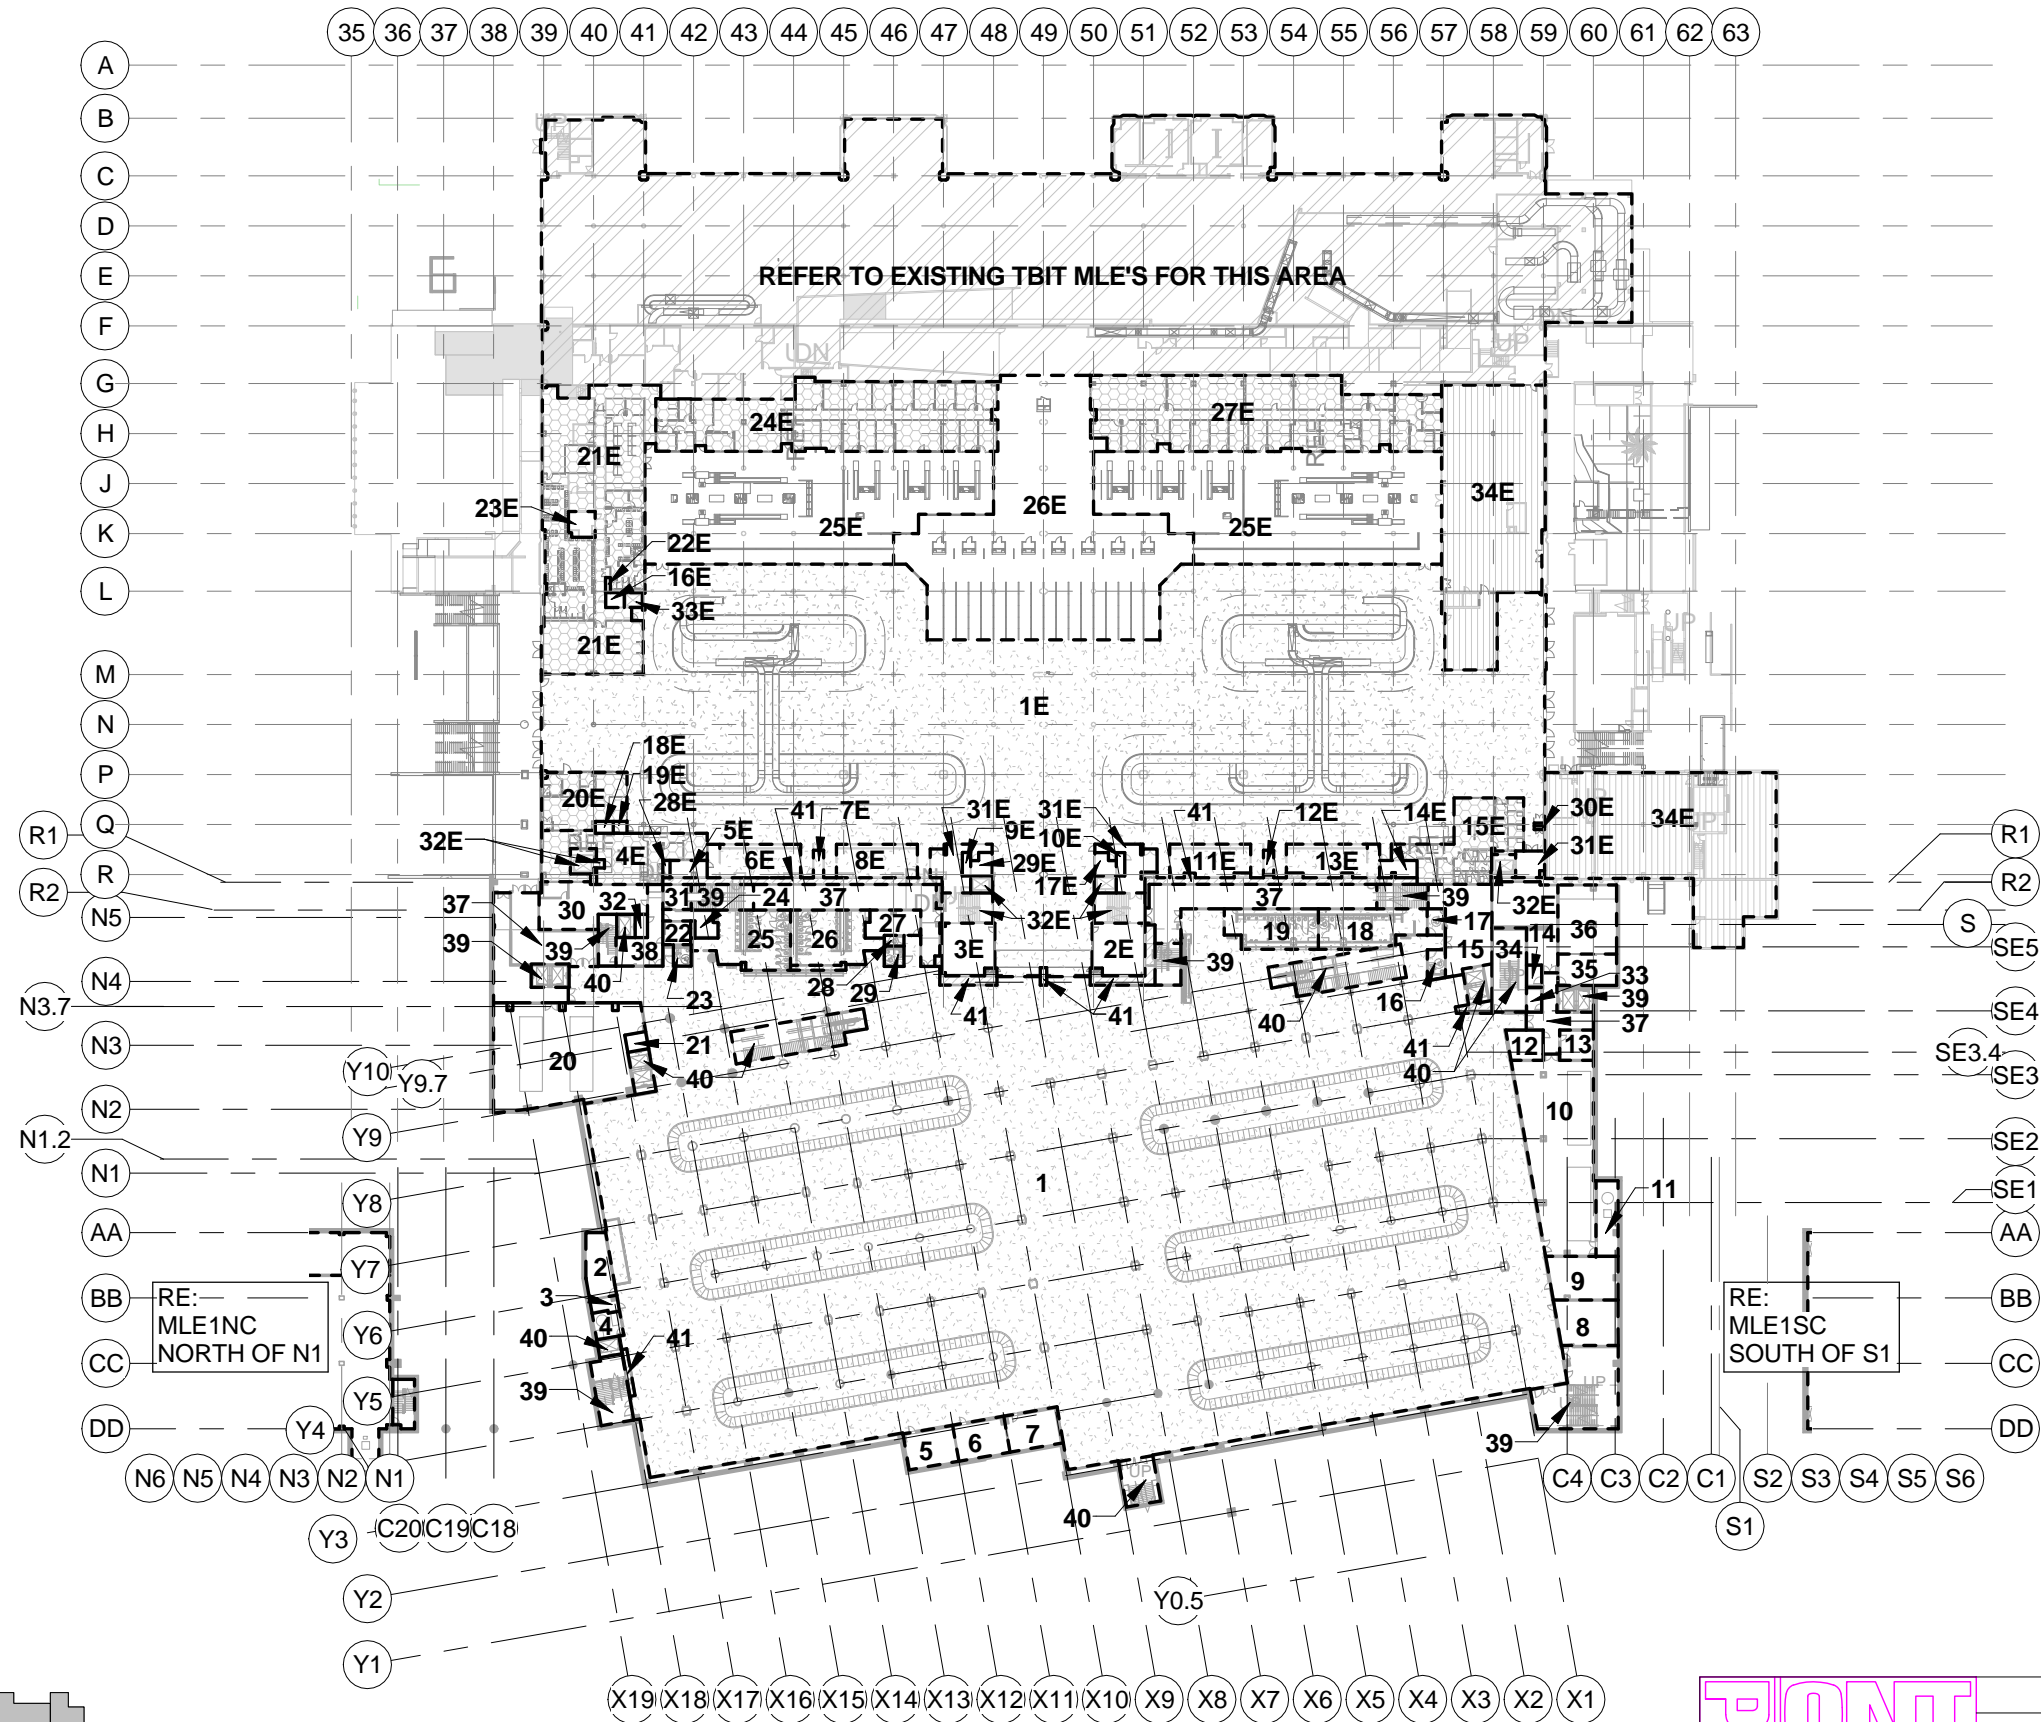 35 36 37 38 39 40 41 42 43 44 45 46 47 48 49 50 51 52 53 54 55 56 57 58 59 60 61 62 63
A
B
UP
C
D
E
6
REFER TO EXISTING TBIT MLE'S FOR THIS AREA
F
DN
UP
G
24E
27E
H
21E
J
23E
26E
34E
K
25E
25E
22E
16E
L
33E
UP
21E
M
1E
N
18E
P
19E
20E
28E 41 7E 31E 31E 41 12E 14E 30E
34E
Q
R1
5E 9E 10E 15E
R1
32E 4E 6E 8E 29E 11E 13E 31E
R
17E
R2
R2
37 32 31 39 24 37 32E 37 39 17 32E
N5
30
S
39 39 38 22 25 26 27 3E 2E 19 18 15 34 14 36
SE5
N4
40 23 28 29 41 41 39 40 16 35 33
N3.7
39
SE4
37
N3
20 21 40 41 12 13
Y10
SE3.4
Y9.7
40
SE3
N2
10
N1.2
Y9
SE2
N1
1
11
SE1
Y8
AA
AA
Y7
2
9
BB
RE:
MLE1NC
NORTH OF N1
3
RE:
MLE1SC
SOUTH OF S1
BB
4
8
Y6
40 41
CC
CC
39
UP
Y5
DD
Y4
5 6 7
39
DD
N6 N5 N4 N3 N2 N1
UP
C4 C3 C2 C1 S2 S3 S4 S5 S6
40
Y3
C20 C19 C18
S1
Y2
Y0.5
Y1
X19 X18 X17 X16 X15 X14 X13 X12 X11 X10 X9 X8 X7 X6 X5 X4 X3 X2 X1